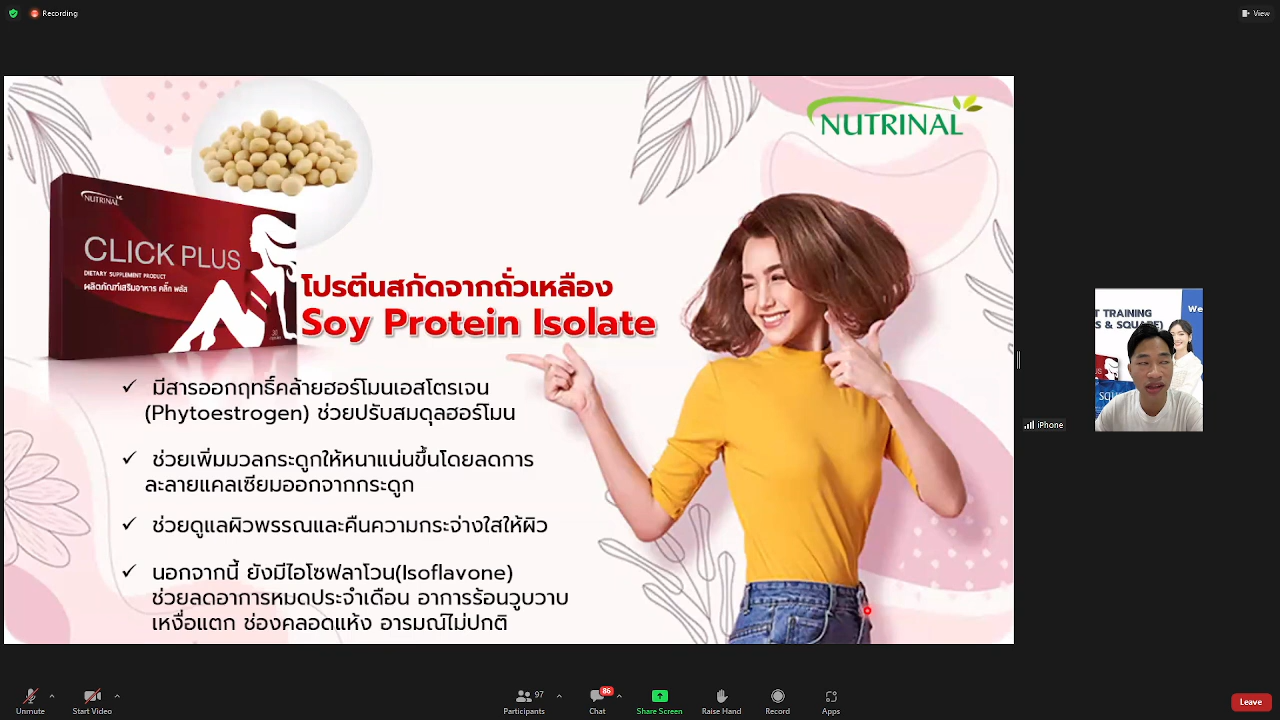 Recording
View
NUTRINAL
NUTRINAL
CLICK PLUS
DIETARY SUPPLEMENT PRODUCT
ผลิตภัณฑ์เสริมอาหาร คลิ๊ก พลัส
โปรตีนสกัดจากถั่วเหลือง
Soy Protein Isolate
✓ มีสารออกฤทธิ์คล้ายฮอร์โมนเอสโตรเจน
(Phytoestrogen) ช่วยปรับสมดุลฮอร์โมน
✓ ช่วยเพิ่มมวลกระดูกให้หนาแน่นขึ้นโดยลดการ
ละลายแคลเซียมออกจากกระดูก
✓ ช่วยดูแลผิวพรรณและคืนความกระจ่างใสให้ผิว
✓ นอกจากนี้ ยังมีไอโซฟลาโวน(Isoflavone)
ช่วยลดอาการหมดประจำเดือน อาการร้อนวูบวาบ
เหงื่อแตก ช่องคลอดแห้ง อารมณ์ไม่ปกติ
T TRAINING
We
S & SQUARE)
iPhone
Unmute
Start Video
97
Participants
86
Chat
Share Screen
Raise Hand
Record
Apps
Leave